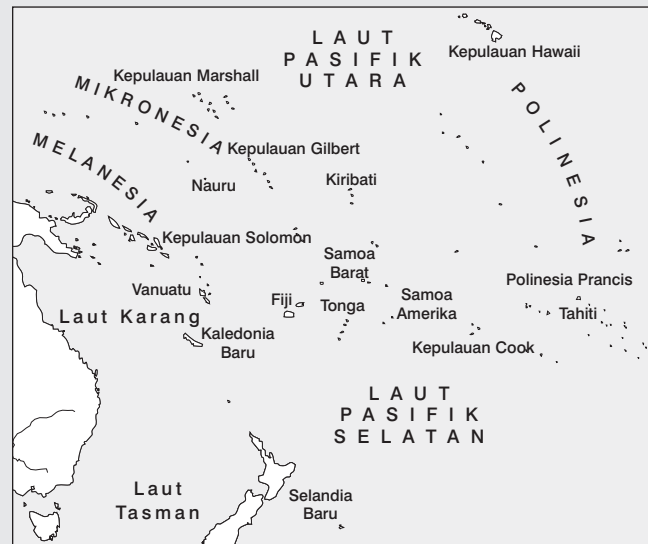 LAUT
PASIFIK
UTARA
Kepulauan Hawaii
Kepulauan Marshall
MIKRONESIA
POLINESIA
MELANESIA
Kepulauan Gilbert
Nauru
Kiribati
Kepulauan Solomon
Samoa
Barat
Polinesia Prancis
Vanuatu
Fiji
Tonga
Samoa
Amerika
Tahiti
Laut Karang
Kaledonia
Baru
Kepulauan Cook
LAUT
PASIFIK
SELATAN
Laut
Tasman
Selandia
Baru